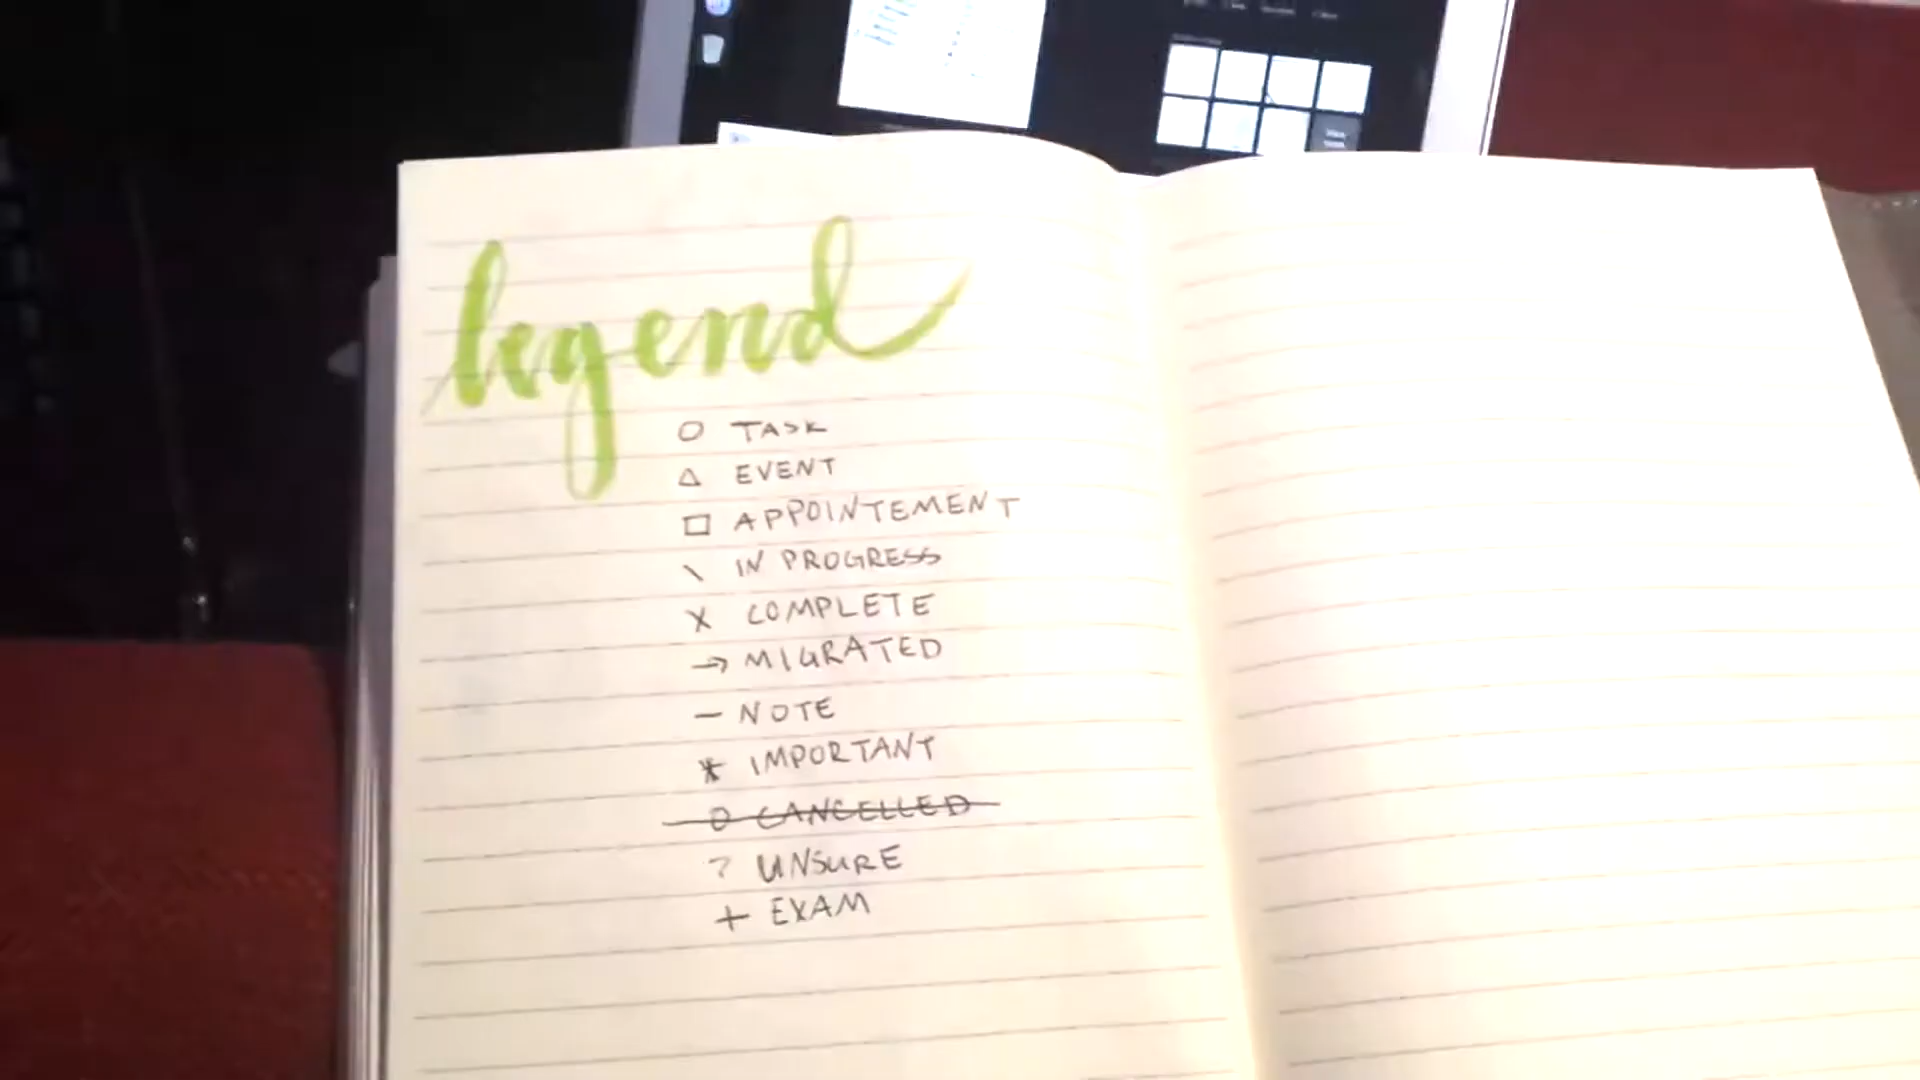 legend
O TASK
△ EVENT
□ APPOINTEMENT
\ IN PROGRESS
X COMPLETE
→ MIGRATED
— NOTE
* IMPORTANT
O CANCELLED
? UNSURE
+ EXAM